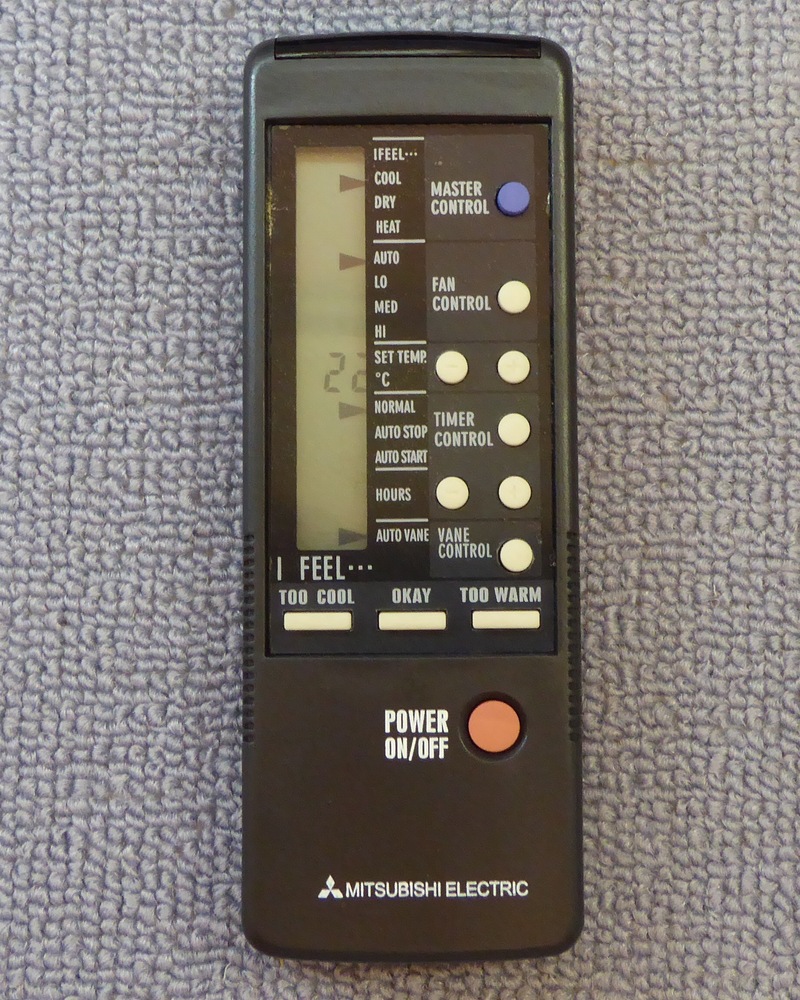 IFEEL···
COOL
DRY
HEAT
MASTER
CONTROL
AUTO
LO
MED
HI
FAN
CONTROL
22
SET TEMP.
°C
- +
NORMAL
AUTO STOP
AUTO START
TIMER
CONTROL
HOURS
- +
AUTO VANE
VANE
CONTROL
I FEEL···
TOO COOL OKAY TOO WARM
POWER
ON/OFF
MITSUBISHI ELECTRIC